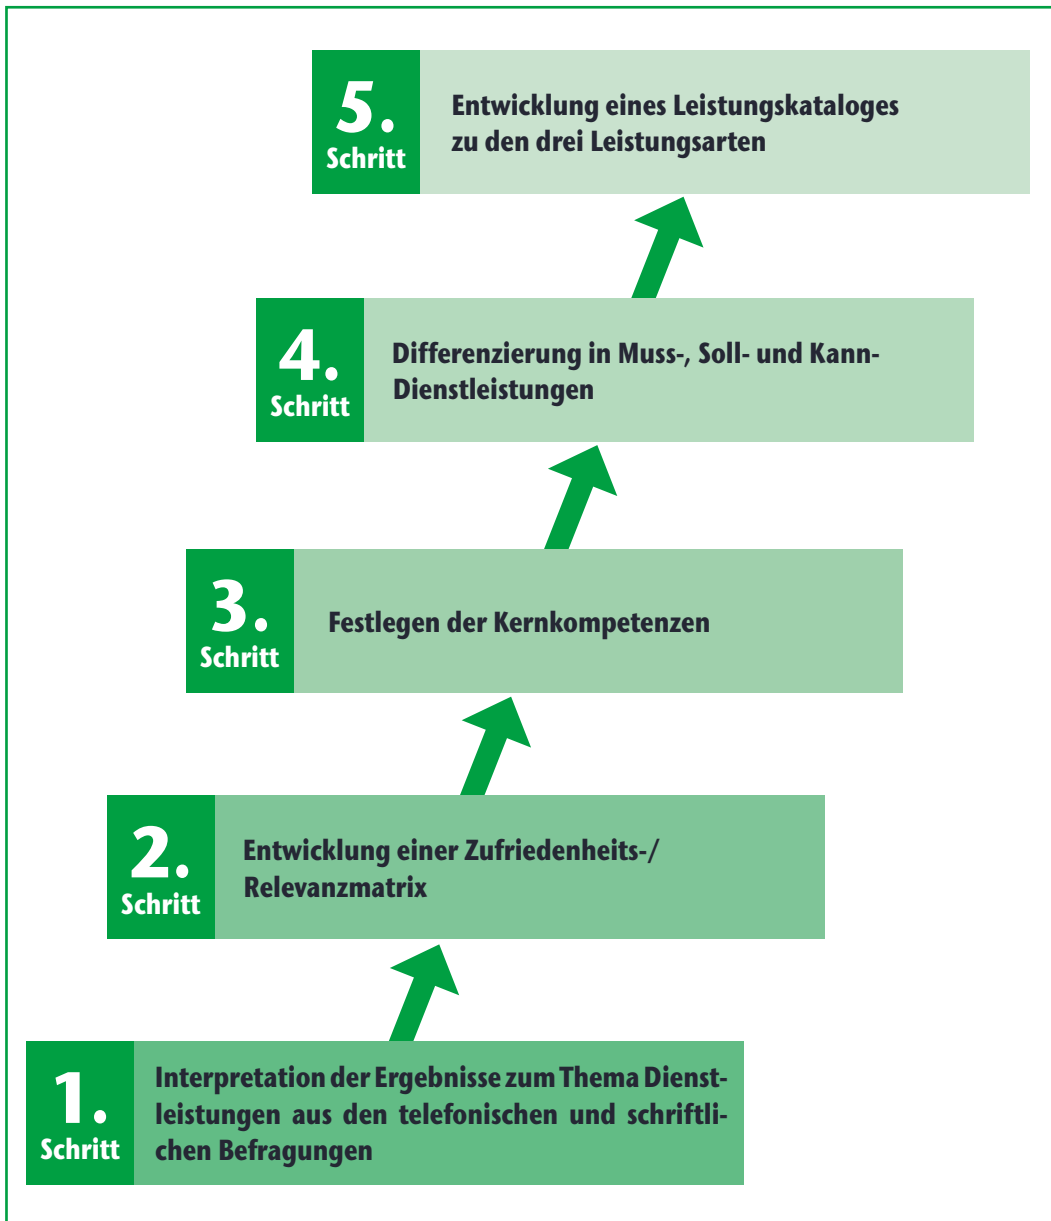 5.
Schritt
Entwicklung eines Leistungskataloges
zu den drei Leistungsarten
4.
Schritt
Differenzierung in Muss-, Soll- und Kann-
Dienstleistungen
3.
Schritt
Festlegen der Kernkompetenzen
2.
Schritt
Entwicklung einer Zufriedenheits-/
Relevanzmatrix
1.
Schritt
Interpretation der Ergebnisse zum Thema Dienst-
leistungen aus den telefonischen und schriftli-
chen Befragungen